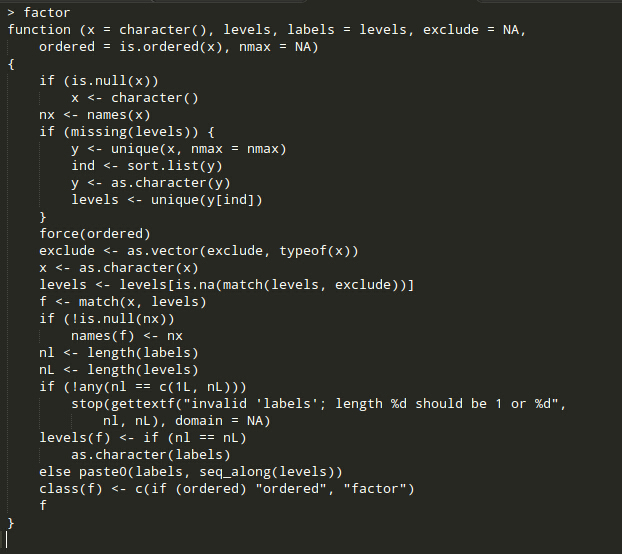 > factor
function (x = character(), levels, labels = levels, exclude = NA,
    ordered = is.ordered(x), nmax = NA)
{
    if (is.null(x))
        x <- character()
    nx <- names(x)
    if (missing(levels)) {
        y <- unique(x, nmax = nmax)
        ind <- sort.list(y)
        y <- as.character(y)
        levels <- unique(y[ind])
    }
    force(ordered)
    exclude <- as.vector(exclude, typeof(x))
    x <- as.character(x)
    levels <- levels[is.na(match(levels, exclude))]
    f <- match(x, levels)
    if (!is.null(nx))
        names(f) <- nx
    nl <- length(labels)
    nL <- length(levels)
    if (!any(nl == c(1L, nL)))
        stop(gettextf("invalid 'labels'; length %d should be 1 or %d",
            nl, nL), domain = NA)
    levels(f) <- if (nl == nL)
        as.character(labels)
    else paste0(labels, seq_along(levels))
    class(f) <- c(if (ordered) "ordered", "factor")
    f
}